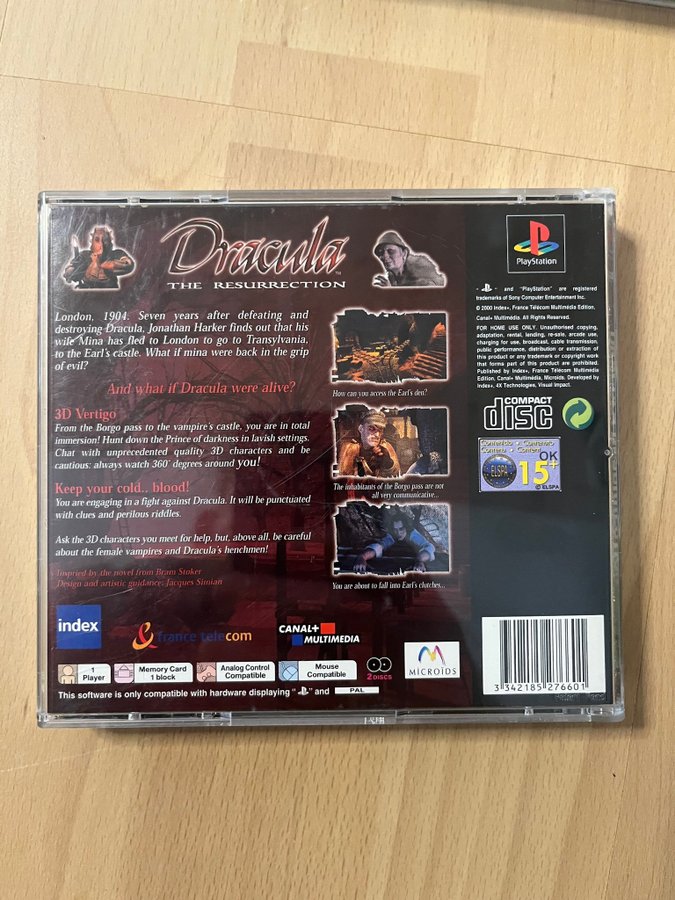 Dracula
THE RESURRECTION
London, 1904. Seven years after defeating and
destroying Dracula, Jonathan Harker finds out that his
wife Mina has fled to London to go to Transylvania,
to the Earl's castle. What if mina were back in the grip
of evil?
And what if Dracula were alive?
3D Vertigo
From the Borgo pass to the vampire's castle, you are in total
immersion! Hunt down the Prince of darkness in lavish settings.
Chat with unprecedented quality 3D characters and be
cautious: always watch 360° degrees around you!
Keep your cold.. blood!
You are engaging in a fight against Dracula. It will be punctuated
with clues and perilous riddles.
Ask the 3D characters you meet for help, but, above all, be careful
about the female vampires and Dracula's henchmen!
Inspried by the novel from Bram Stoker
Design and artistic guidance: Jacques Simian
How can you access the Earl's den?
The inhabitants of the Borgo pass are not
all very communicative...
You are about to fall into Earl's clutches...
PlayStation
" and "PlayStation" are registered
trademarks of Sony Computer Entertainment Inc.
© 2000 Index+, France Télécom Multimédia Edition,
Canal+ Multimédia. All Rights Reserved.
FOR HOME USE ONLY. Unauthorised copying,
adaptation, rental, lending, re-sale, arcade use,
charging for use, broadcast, cable transmission,
public performance, distribution or extraction of
this product or any trademark or copyright work
that forms part of this product are prohibited.
Published by Index+, France Télécom Multimédia
Edition, Canal+ Multimédia, Microids. Developed by
Index+, 4X Technologies, Visual Impact.
COMPACT
disc
Contenido • Contenuto
Contenu • Content
ELSPA
OK
15+
© ELSPA
index
france telecom
CANAL+
MULTIMEDIA
MICROïDS
1
Player
Memory Card
1 block
Analog Control
Compatible
Mouse
Compatible
2 DISCS
This software is only compatible with hardware displaying " " and PAL
3 342185 276601